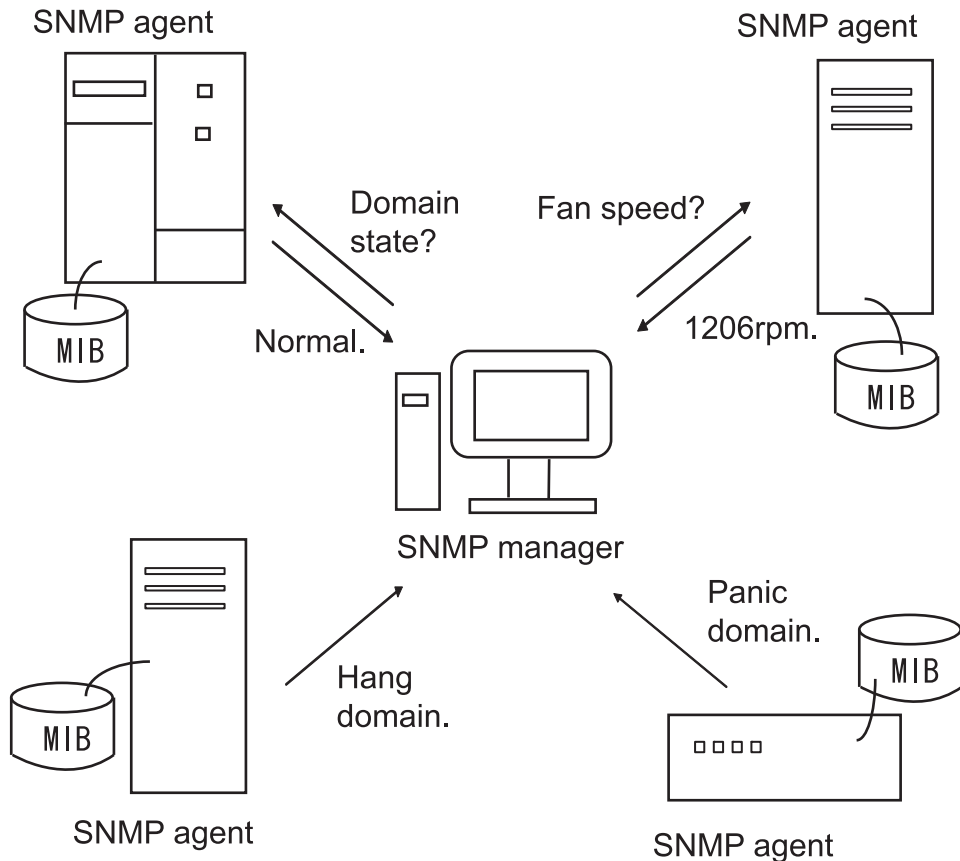 SNMP agent
SNMP agent
Domain
state?
Fan speed?
Normal.
1206rpm.
MIB
MIB
SNMP manager
Panic
domain.
Hang
domain.
MIB
MIB
SNMP agent
SNMP agent